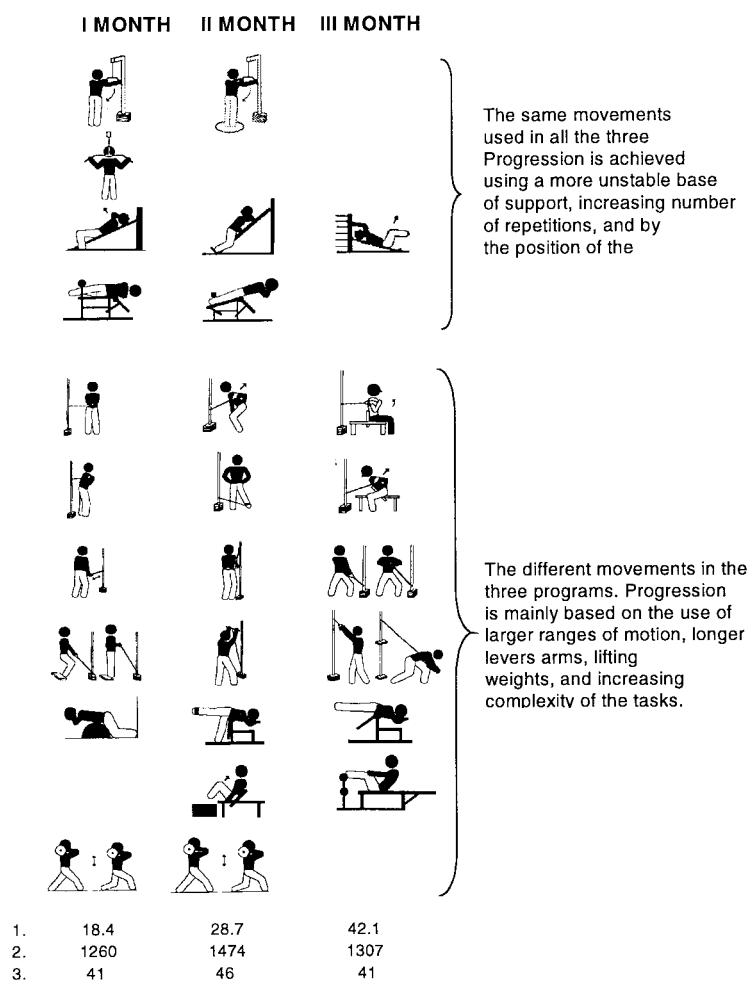 I MONTH II MONTH III MONTH
The same movements
used in all the three
Progression is achieved
using a more unstable base
of support, increasing number
of repetitions, and by
the position of the
The different movements in the
three programs. Progression
is mainly based on the use of
larger ranges of motion, longer
levers arms, lifting
weights, and increasing
complexity of the tasks.
1. 18.4 28.7 42.1
2. 1260 1474 1307
3. 41 46 41